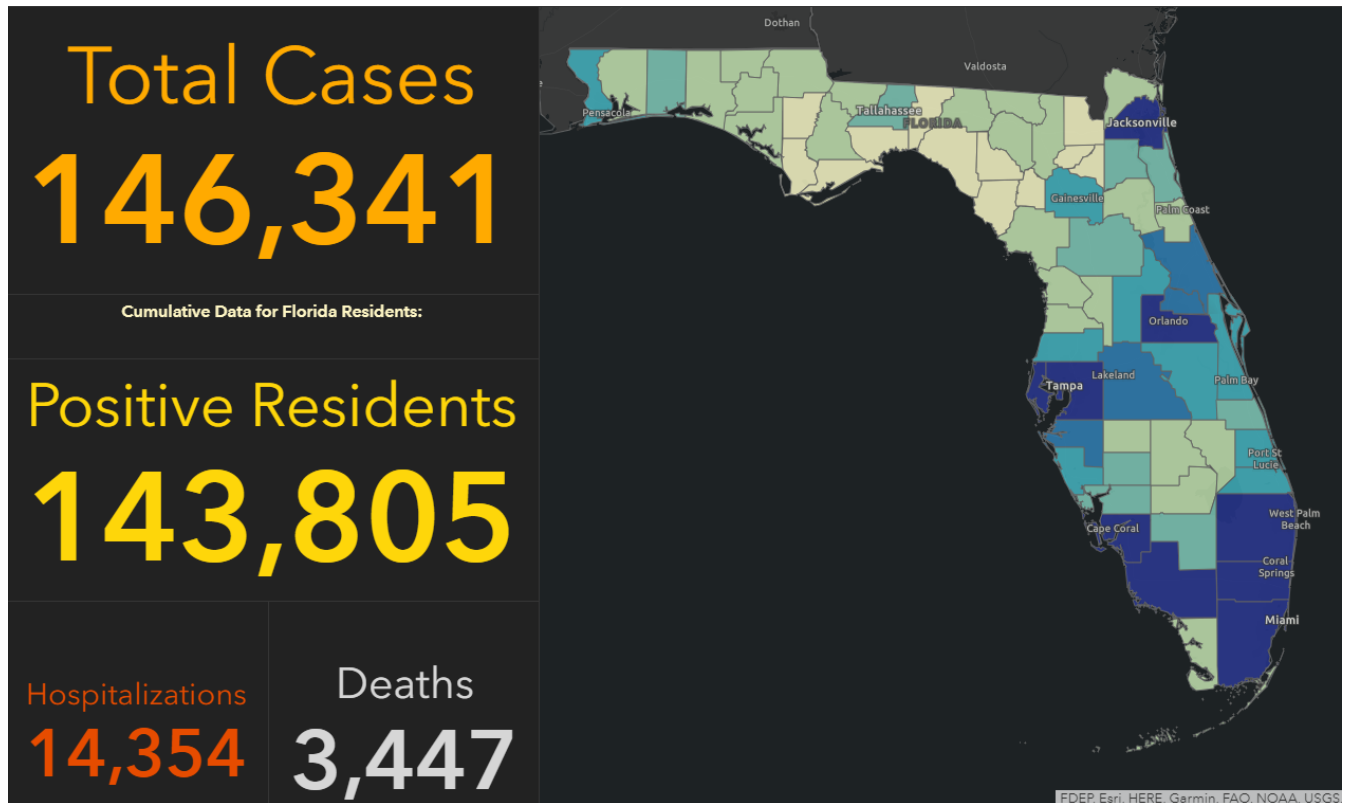 Total Cases
146,341
Cumulative Data for Florida Residents:
Positive Residents
143,805
Hospitalizations
14,354
Deaths
3,447
Dothan
Valdosta
Pensacola
Tallahassee
FLORIDA
Jacksonville
Gainesville
Palm Coast
Orlando
Tampa
Lakeland
Palm Bay
Port St
Lucie
West Palm
Beach
Cape Coral
Coral
Springs
Miami
FDEP, Esri, HERE, Garmin, FAO, NOAA, USGS